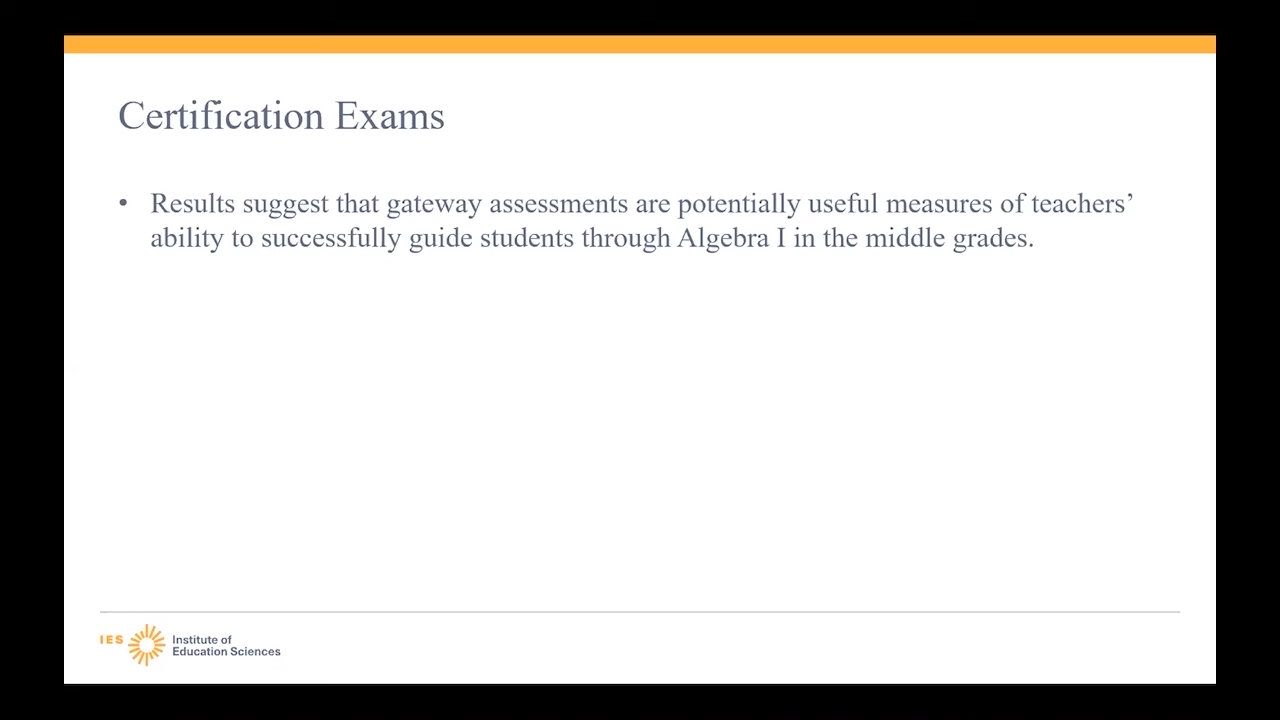 Certification Exams
• Results suggest that gateway assessments are potentially useful measures of teachers’
ability to successfully guide students through Algebra I in the middle grades.
IES
Institute of
Education Sciences